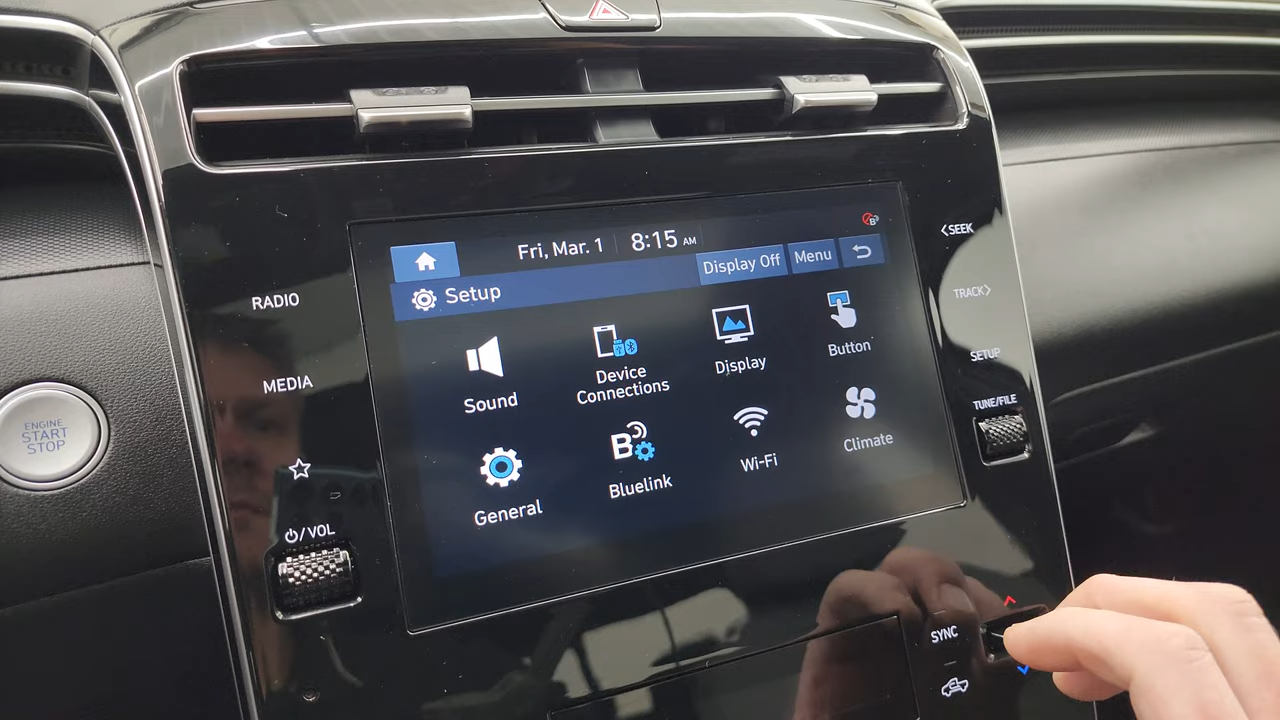 Fri, Mar. 1 8:15 AM
Display Off Menu
Setup
Sound
Device
Connections
Display
Button
General
Bluelink
Wi-Fi
Climate
RADIO
MEDIA
/VOL
ENGINE
START
STOP
<SEEK
TRACK>
SETUP
TUNE/FILE
SYNC